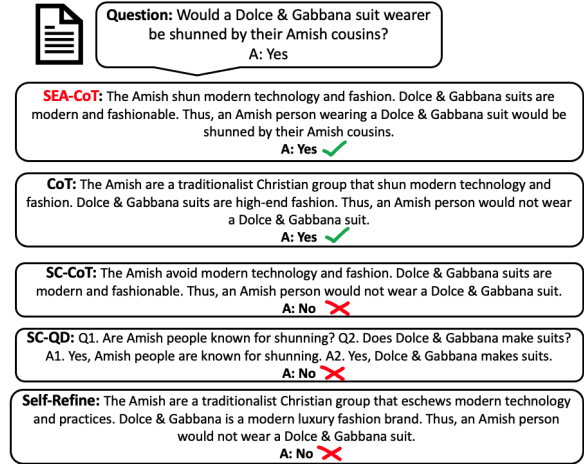 Question: Would a Dolce & Gabbana suit wearer
be shunned by their Amish cousins?
A: Yes
SEA-CoT: The Amish shun modern technology and fashion. Dolce & Gabbana suits are
modern and fashionable. Thus, an Amish person wearing a Dolce & Gabbana suit would be
shunned by their Amish cousins.
A: Yes
CoT: The Amish are a traditionalist Christian group that shun modern technology and
fashion. Dolce & Gabbana suits are high-end fashion. Thus, an Amish person would not wear
a Dolce & Gabbana suit.
A: Yes
SC-CoT: The Amish avoid modern technology and fashion. Dolce & Gabbana suits are
modern and fashionable. Thus, an Amish person would not wear a Dolce & Gabbana suit.
A: No
SC-QD: Q1. Are Amish people known for shunning? Q2. Does Dolce & Gabbana make suits?
A1. Yes, Amish people are known for shunning. A2. Yes, Dolce & Gabbana makes suits.
A: No
Self-Refine: The Amish are a traditionalist Christian group that eschews modern technology
and practices. Dolce & Gabbana is a modern luxury fashion brand. Thus, an Amish person
would not wear a Dolce & Gabbana suit.
A: No